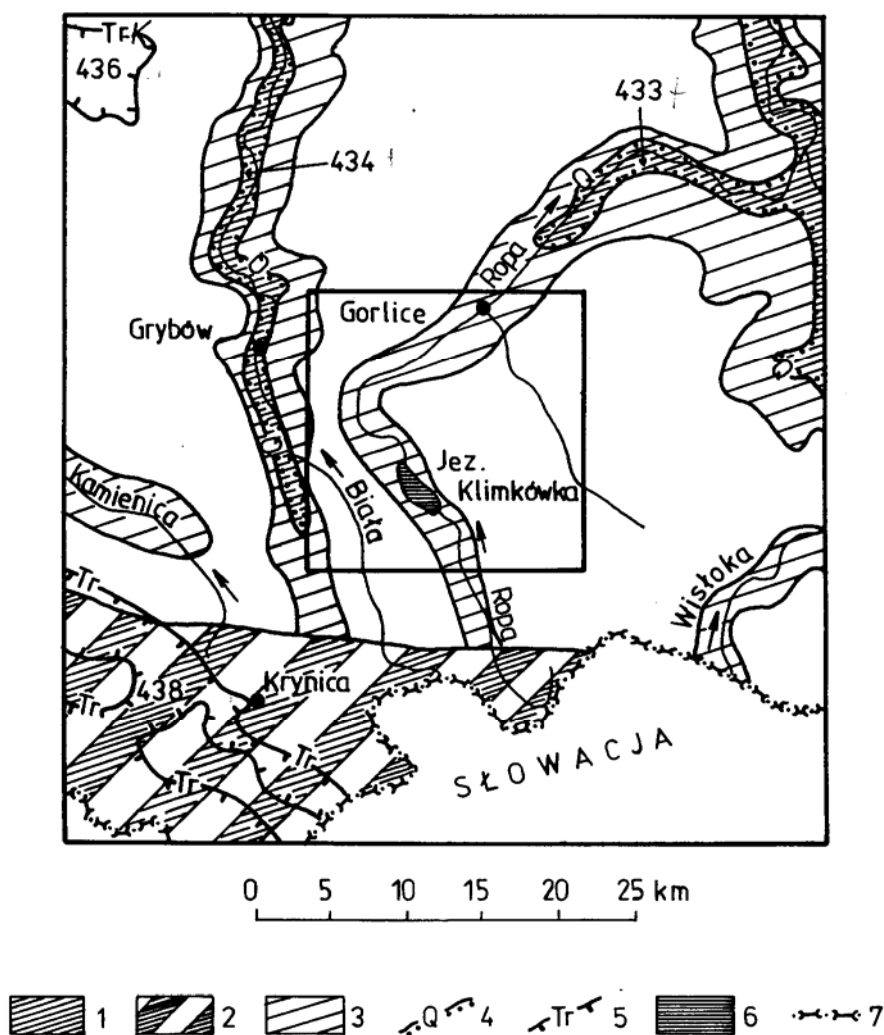 TrK
436
433
434
Q
Q
Ropa
Gorlice
Grybów
Q
Q
Jez.
Klimkówka
Kamienica
Biała
Wisłoka
Ropa
Tr
Krynica
438
Tr
Tr
Tr
SŁOWACJA
0 5 10 15 20 25 km
1 2 3 Q 4 Tr 5 6 7